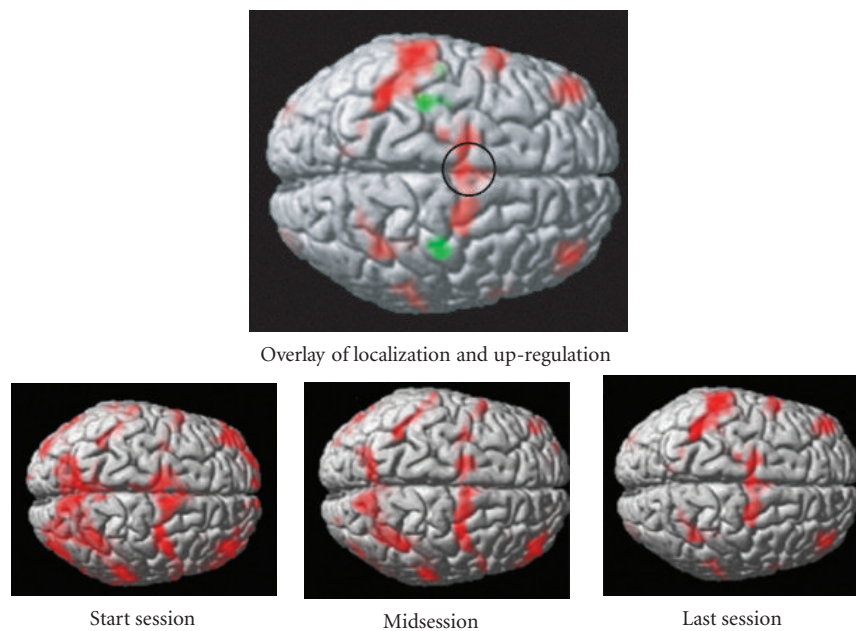 Overlay of localization and up-regulation
Start session
Midsession
Last session